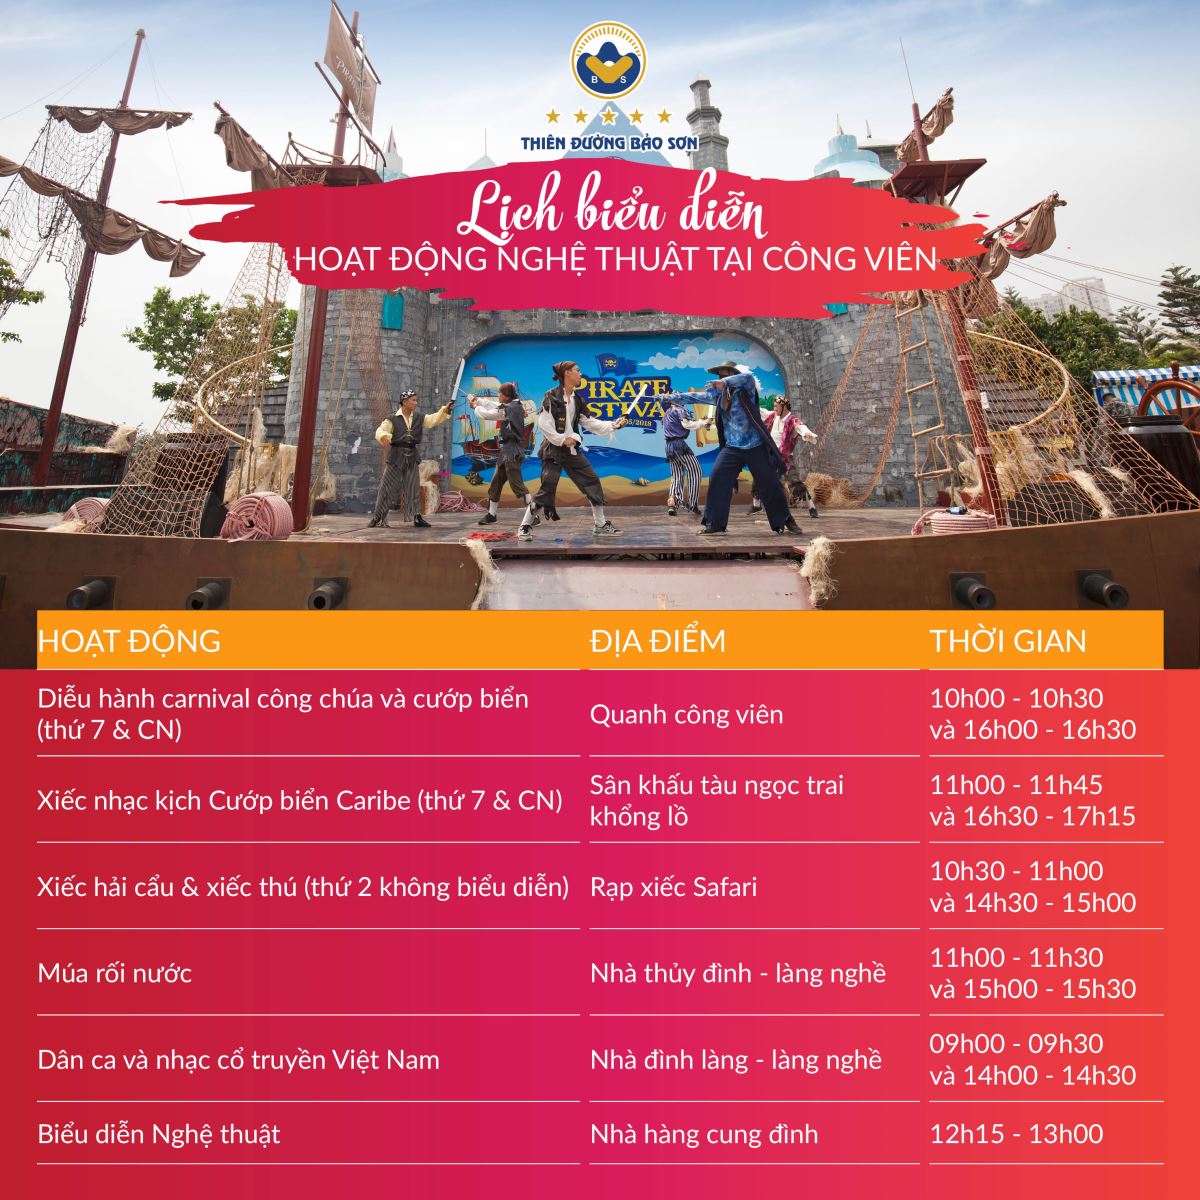 B S
THIÊN ĐƯỜNG BẢO SƠN
Lịch biểu diễn
HOẠT ĐỘNG NGHỆ THUẬT TẠI CÔNG VIÊN
PIRATE
HOẠT ĐỘNG
ĐỊA ĐIỂM
THỜI GIAN
Diễu hành carnival công chúa và cướp biển
(thứ 7 & CN)
Quanh công viên
10h00 - 10h30
và 16h00 - 16h30
Xiếc nhạc kịch Cướp biển Caribe (thứ 7 & CN)
Sân khấu tàu ngọc trai
khổng lồ
11h00 - 11h45
và 16h30 - 17h15
Xiếc hải cẩu & xiếc thú (thứ 2 không biểu diễn)
Rạp xiếc Safari
10h30 - 11h00
và 14h30 - 15h00
Múa rối nước
Nhà thủy đình - làng nghề
11h00 - 11h30
và 15h00 - 15h30
Dân ca và nhạc cổ truyền Việt Nam
Nhà đình làng - làng nghề
09h00 - 09h30
và 14h00 - 14h30
Biểu diễn Nghệ thuật
Nhà hàng cung đình
12h15 - 13h00